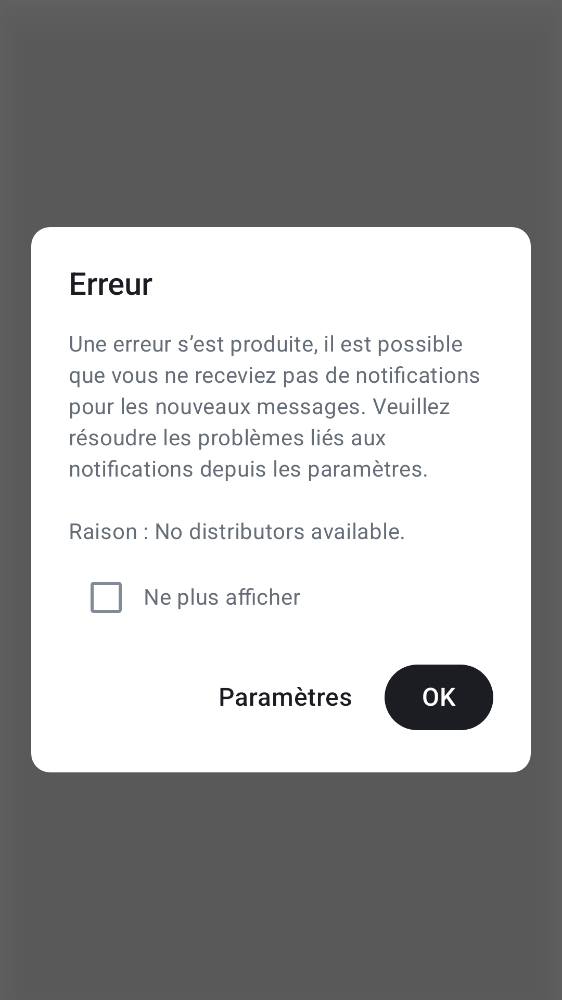 Erreur
Une erreur s’est produite, il est possible
que vous ne receviez pas de notifications
pour les nouveaux messages. Veuillez
résoudre les problèmes liés aux
notifications depuis les paramètres.
Raison : No distributors available.
Ne plus afficher
Paramètres
OK